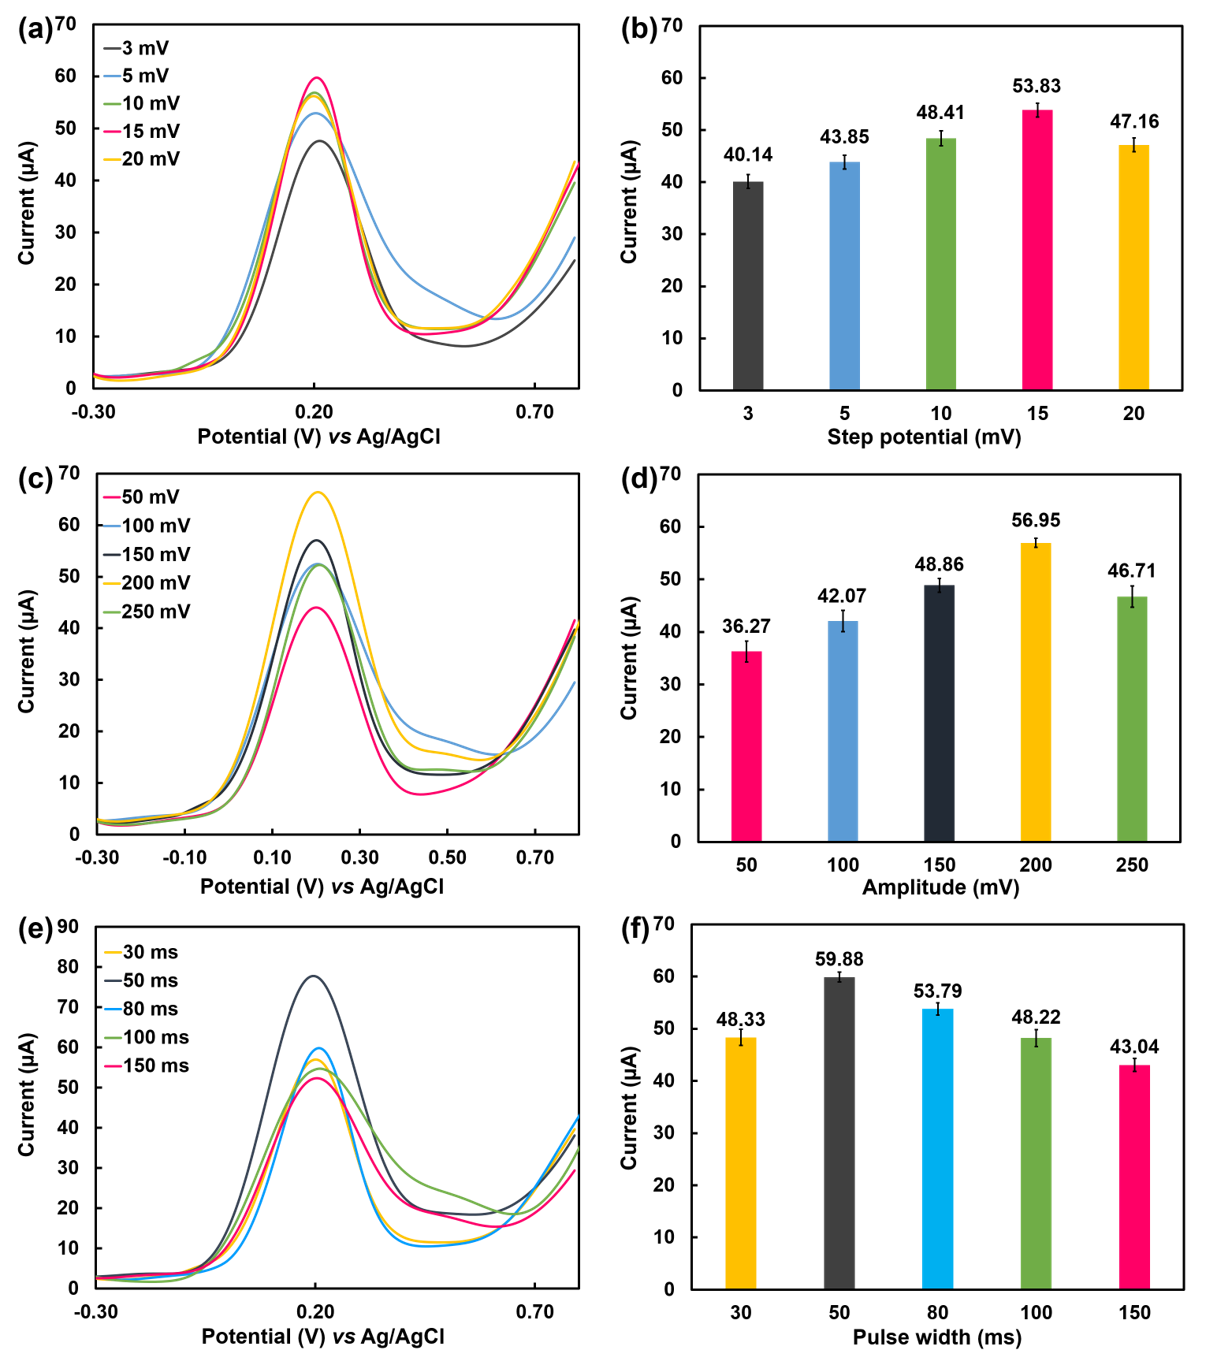 (a)
70
60
50
40
30
20
10
0
Current (µA)
3 mV
5 mV
10 mV
15 mV
20 mV
-0.30 0.20 0.70
Potential (V) vs Ag/AgCl
(b)
70
60
50
40
30
20
10
0
Current (µA)
40.14 43.85 48.41 53.83 47.16
3 5 10 15 20
Step potential (mV)
(c)
70
60
50
40
30
20
10
0
Current (µA)
50 mV
100 mV
150 mV
200 mV
250 mV
-0.30 -0.10 0.10 0.30 0.50 0.70
Potential (V) vs Ag/AgCl
(d)
70
60
50
40
30
20
10
0
Current (µA)
36.27 42.07 48.86 56.95 46.71
50 100 150 200 250
Amplitude (mV)
(e)
90
80
70
60
50
40
30
20
10
0
Current (µA)
30 ms
50 ms
80 ms
100 ms
150 ms
-0.30 0.20 0.70
Potential (V) vs Ag/AgCl
(f)
70
60
50
40
30
20
10
0
Current (µA)
48.33 59.88 53.79 48.22 43.04
30 50 80 100 150
Pulse width (ms)